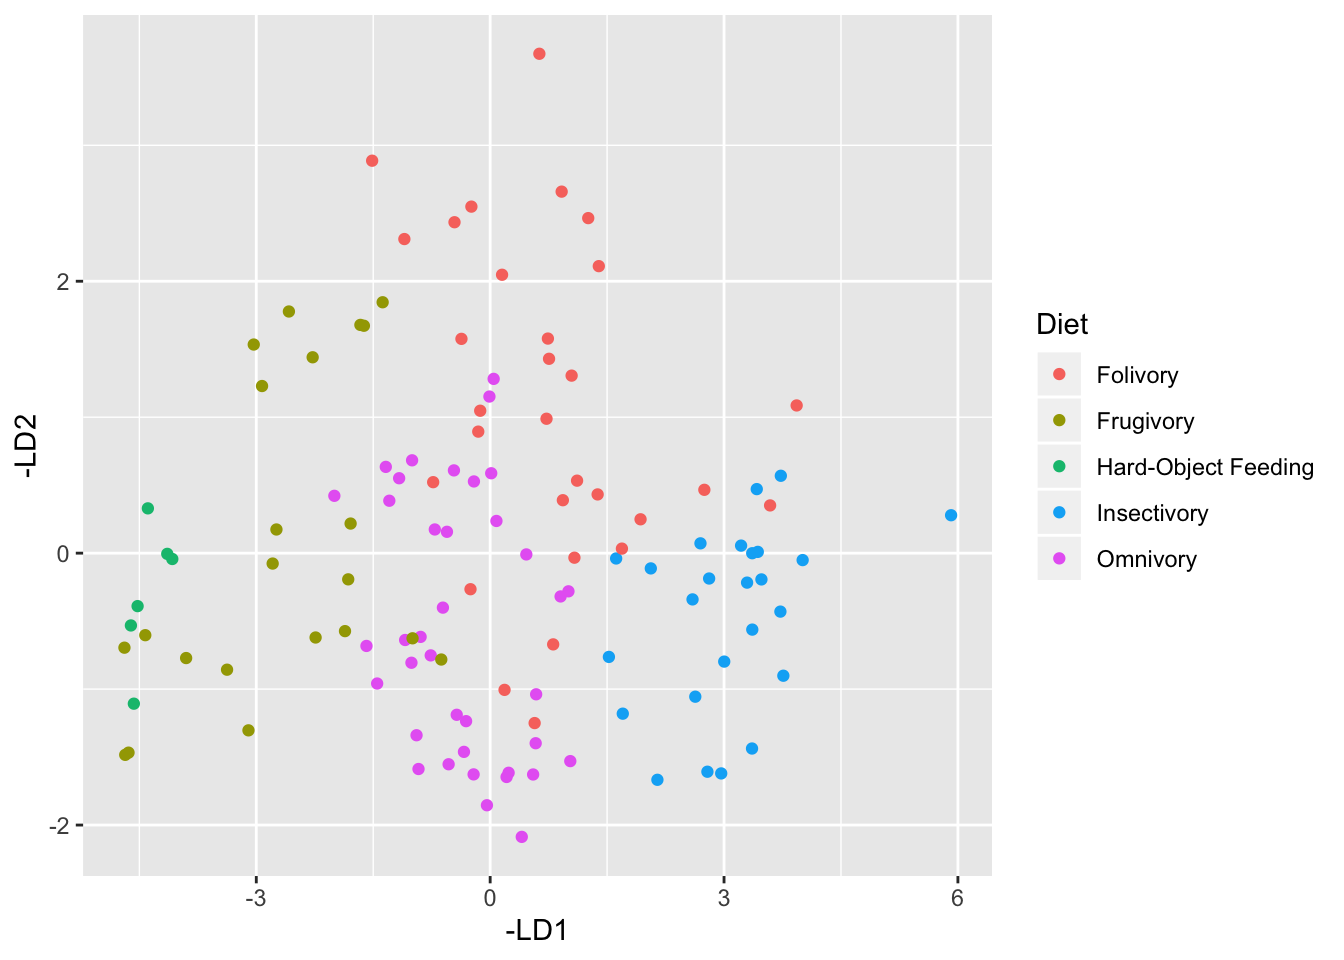 2
0
-2
-LD2
-3
0
3
6
-LD1
Diet
Folivory
Frugivory
Hard-Object Feeding
Insectivory
Omnivory